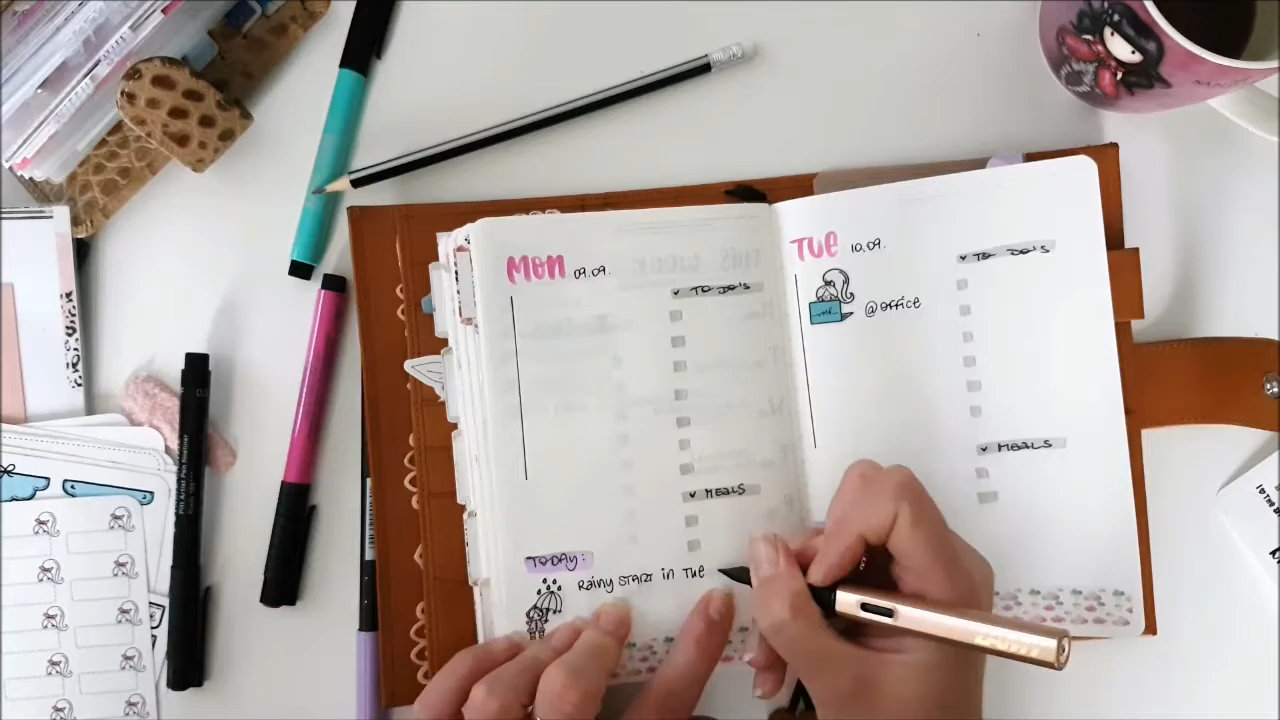 MON 09.09.
TO DO'S
MEALS
TODAY:
Rainy START in THE
TUE 10.09.
@office
TO DO'S
MEALS